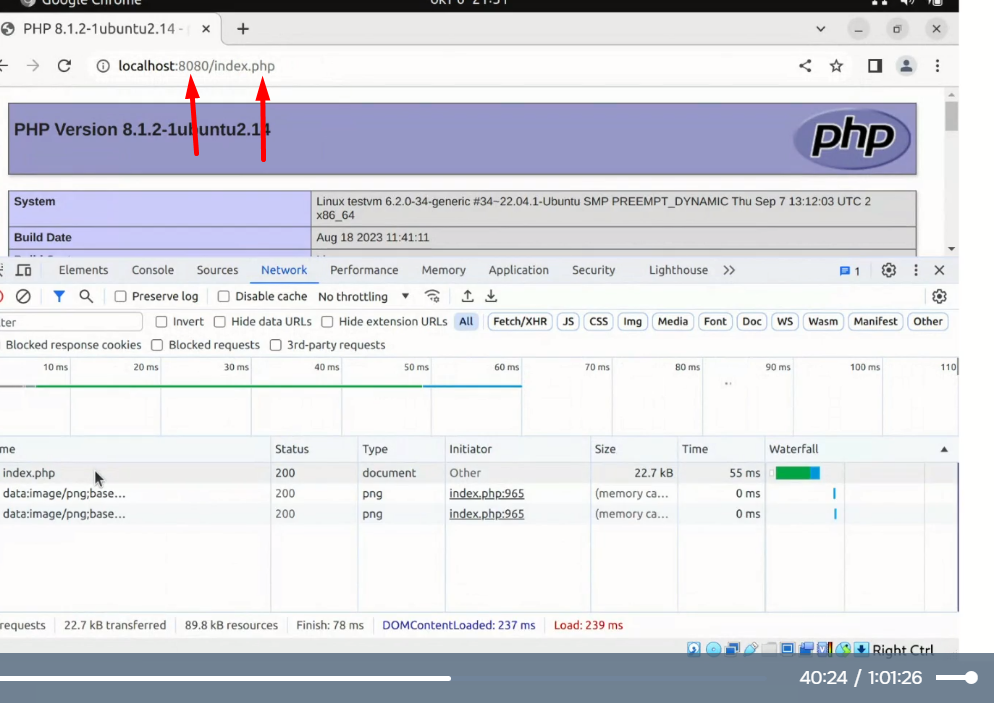 Google Chrome
PHP 8.1.2-1ubuntu2.14 -
localhost:8080/index.php
PHP Version 8.1.2-1ubuntu2.14
php
System Linux testvm 6.2.0-34-generic #34~22.04.1-Ubuntu SMP PREEMPT_DYNAMIC Thu Sep 7 13:12:03 UTC 2
x86_64
Build Date Aug 18 2023 11:41:11
Elements Console Sources Network Performance Memory Application Security Lighthouse 1
Preserve log Disable cache No throttling
ter Invert Hide data URLs Hide extension URLs All Fetch/XHR JS CSS Img Media Font Doc WS Wasm Manifest Other
Blocked response cookies Blocked requests 3rd-party requests
10 ms 20 ms 30 ms 40 ms 50 ms 60 ms 70 ms 80 ms 90 ms 100 ms 110
me Status Type Initiator Size Time Waterfall
index.php 200 document Other 22.7 kB 55 ms
data:image/png;base... 200 png index.php:965 (memory ca... 0 ms
data:image/png;base... 200 png index.php:965 (memory ca... 0 ms
requests 22.7 kB transferred 89.8 kB resources Finish: 78 ms DOMContentLoaded: 237 ms Load: 239 ms
Right Ctrl
40:24 / 1:01:26